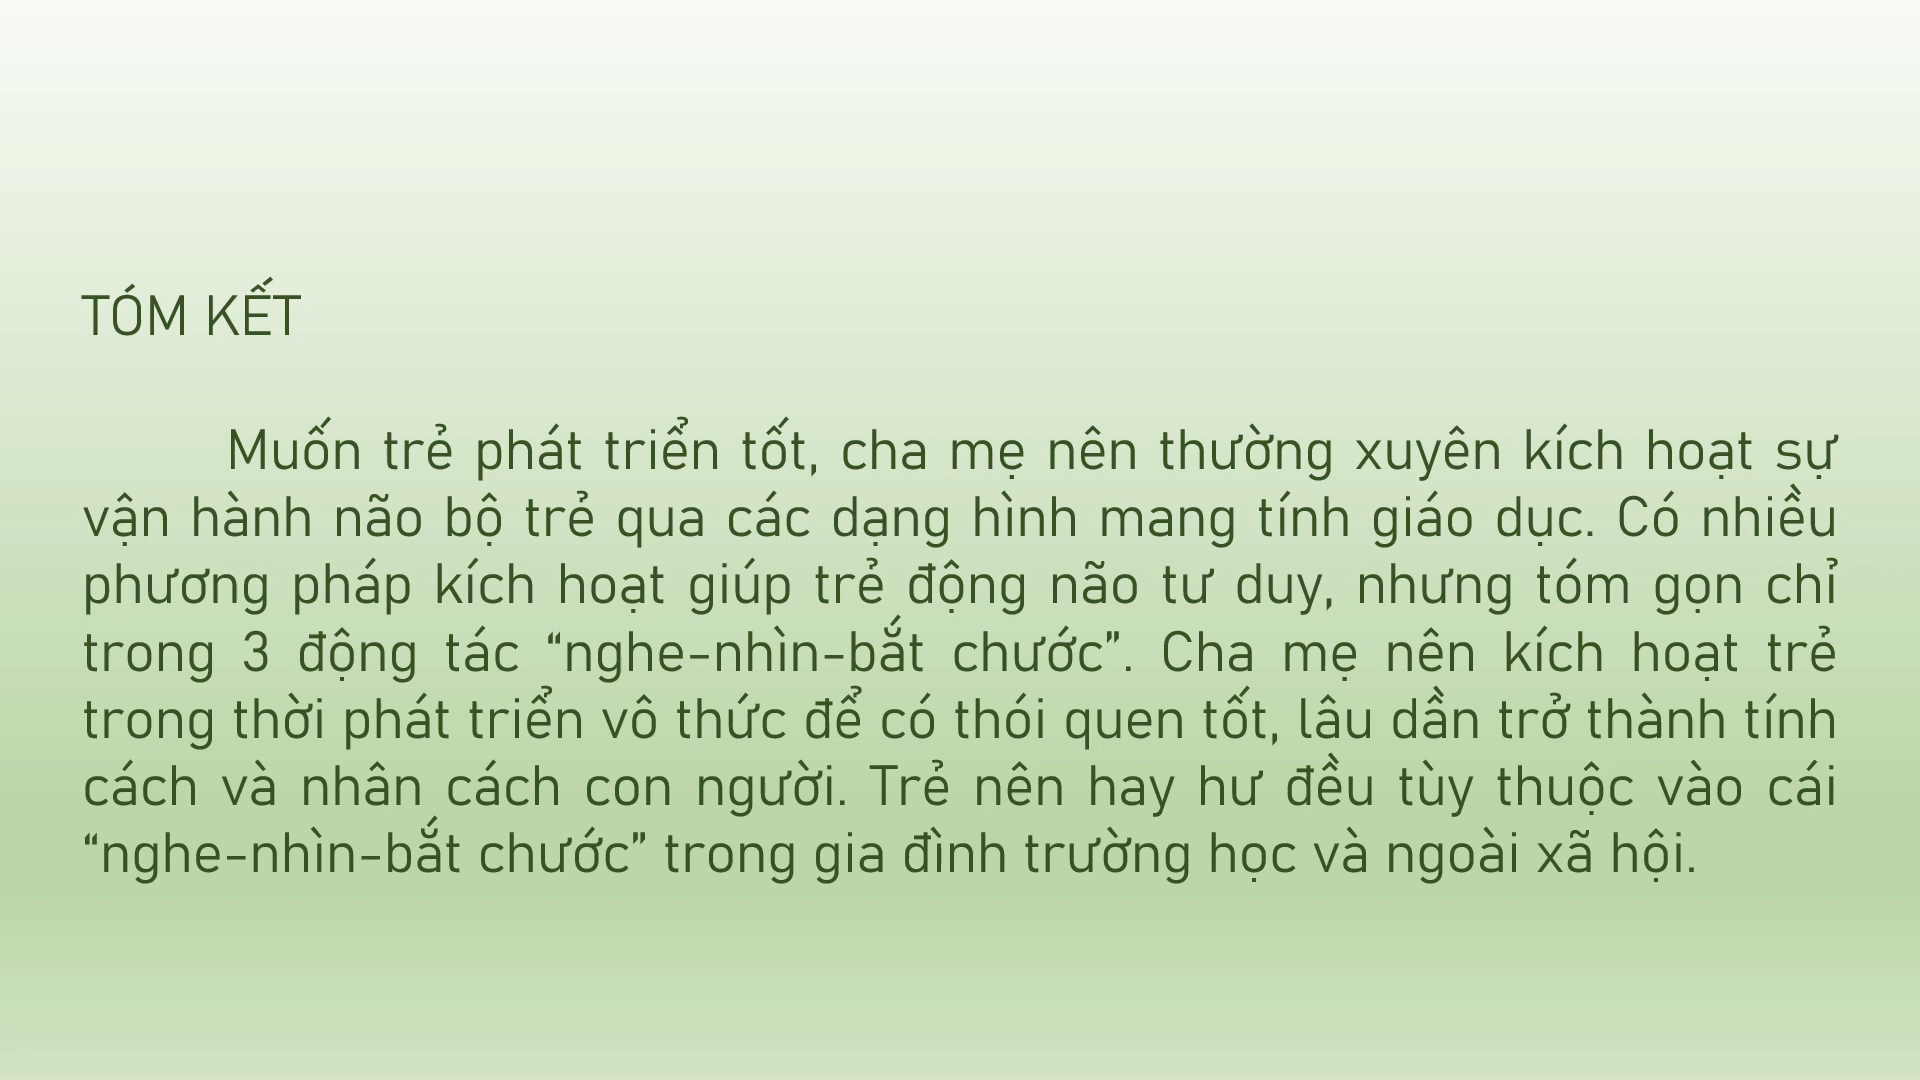 TÓM KẾT
Muốn trẻ phát triển tốt, cha mẹ nên thường xuyên kích hoạt sự
vận hành não bộ trẻ qua các dạng hình mang tính giáo dục. Có nhiều
phương pháp kích hoạt giúp trẻ động não tư duy, nhưng tóm gọn chỉ
trong 3 động tác “nghe-nhìn-bắt chước”. Cha mẹ nên kích hoạt trẻ
trong thời phát triển vô thức để có thói quen tốt, lâu dần trở thành tính
cách và nhân cách con người. Trẻ nên hay hư đều tùy thuộc vào cái
“nghe-nhìn-bắt chước” trong gia đình trường học và ngoài xã hội.